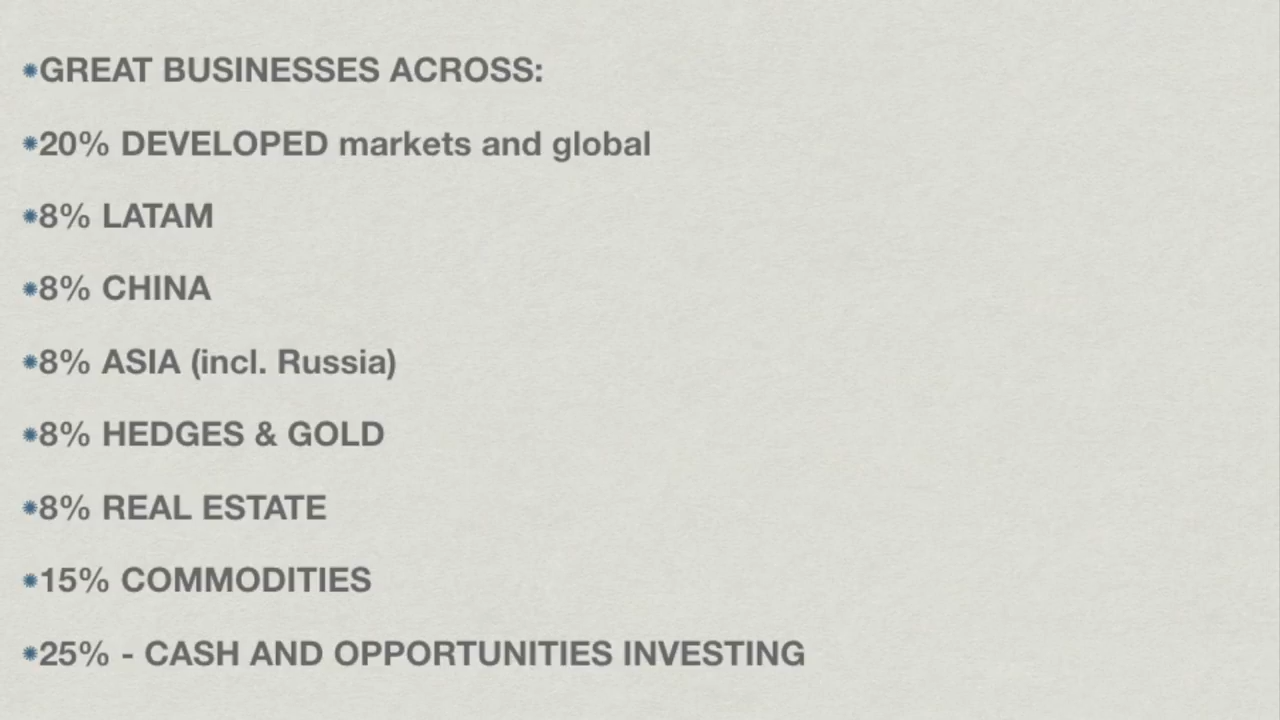 GREAT BUSINESSES ACROSS:
20% DEVELOPED markets and global
8% LATAM
8% CHINA
8% ASIA (incl. Russia)
8% HEDGES & GOLD
8% REAL ESTATE
15% COMMODITIES
25% - CASH AND OPPORTUNITIES INVESTING